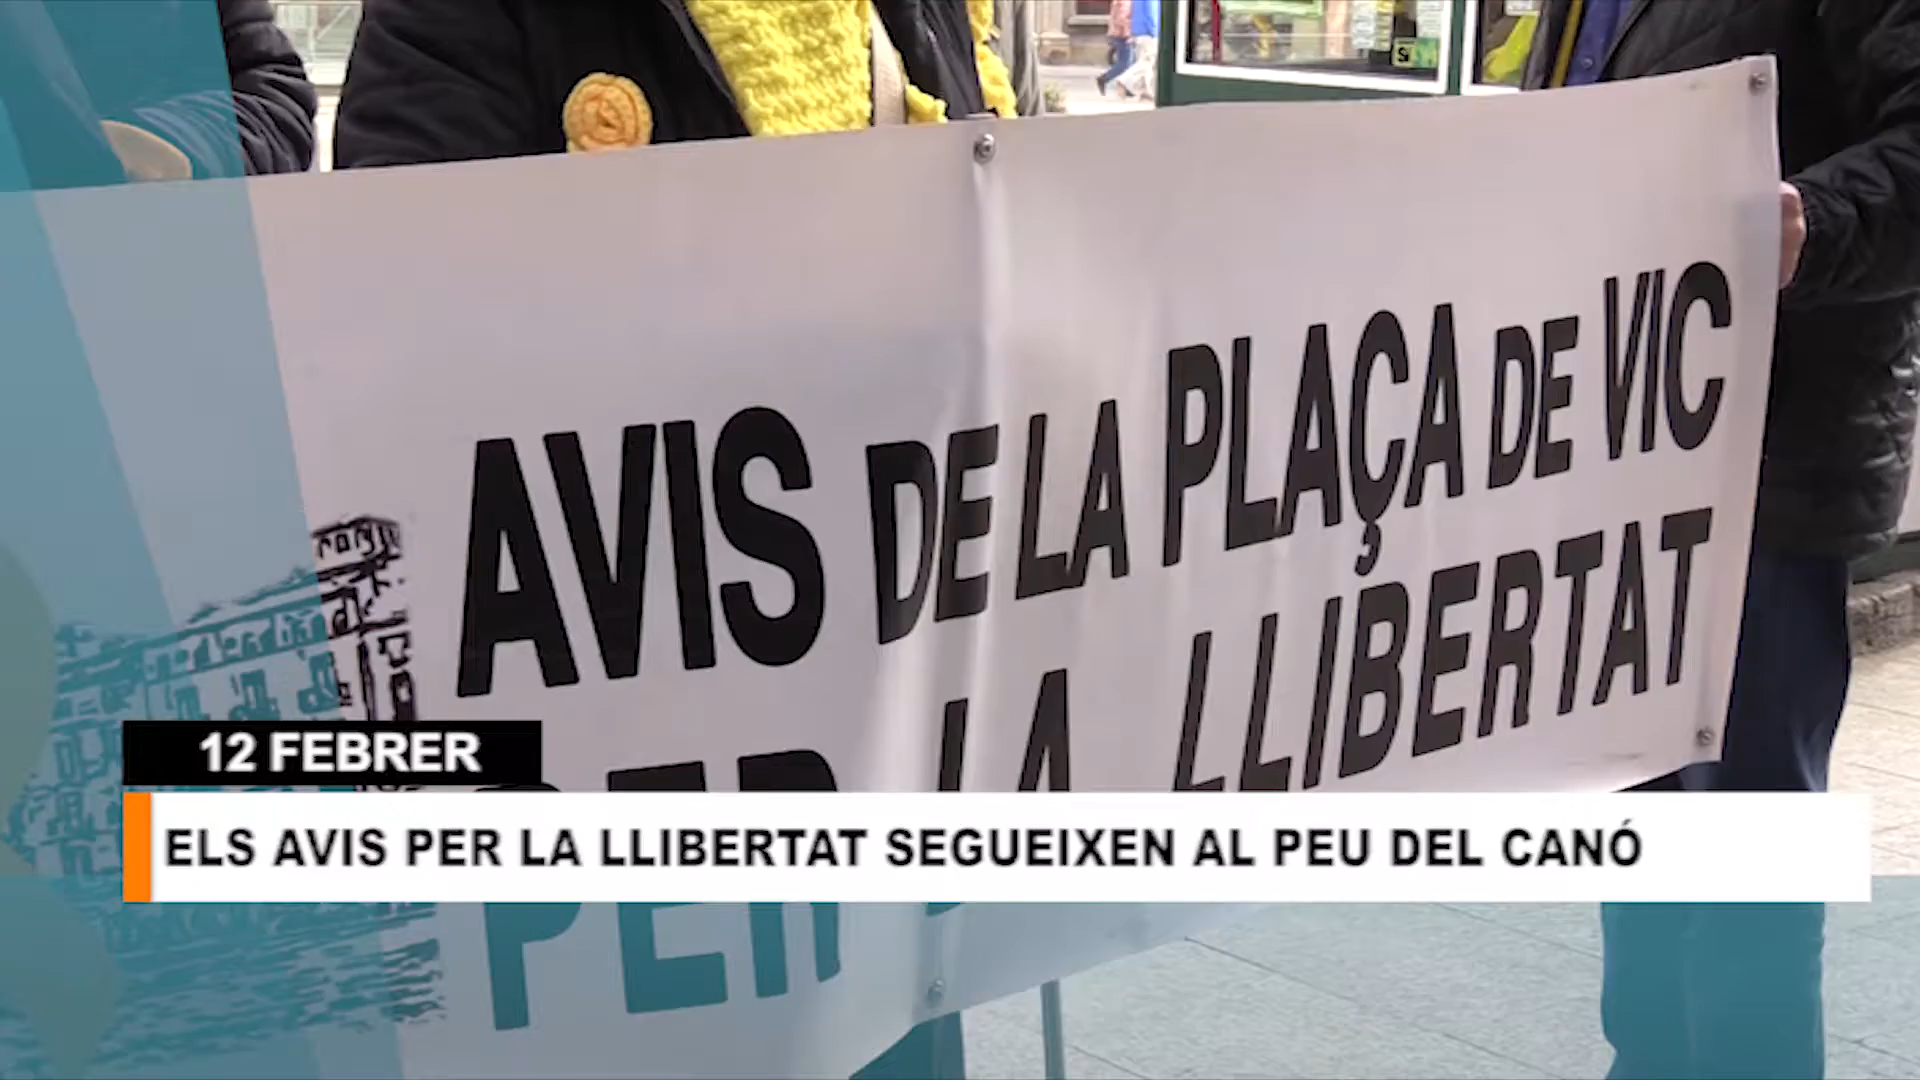 AVIS DE LA PLAÇA DE VIC
PER LA LLIBERTAT
12 FEBRER
ELS AVIS PER LA LLIBERTAT SEGUEIXEN AL PEU DEL CANÓ